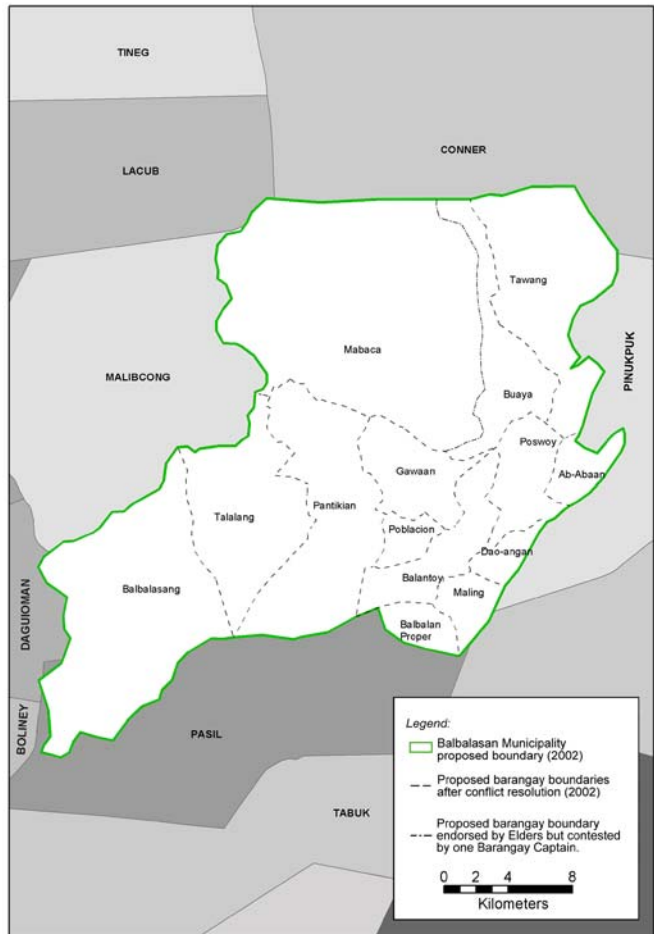 TINEG
CONNER
LACUB
Tawang
Mabaca
PINUKPUK
MALIBCONG
Buaya
Poswoy
Gawaan
Ab-Abaan
Talalang
Pantikian
Poblacion
Dao-angan
Balantoy
Balbalasang
Maling
DAGUIOMAN
Balbalan
Proper
BOLINEY
PASIL
TABUK
Legend:
Balbalasan Municipality
proposed boundary (2002)
Proposed barangay boundaries
after conflict resolution (2002)
Proposed barangay boundary
endorsed by Elders but contested
by one Barangay Captain.
0 2 4 8
Kilometers